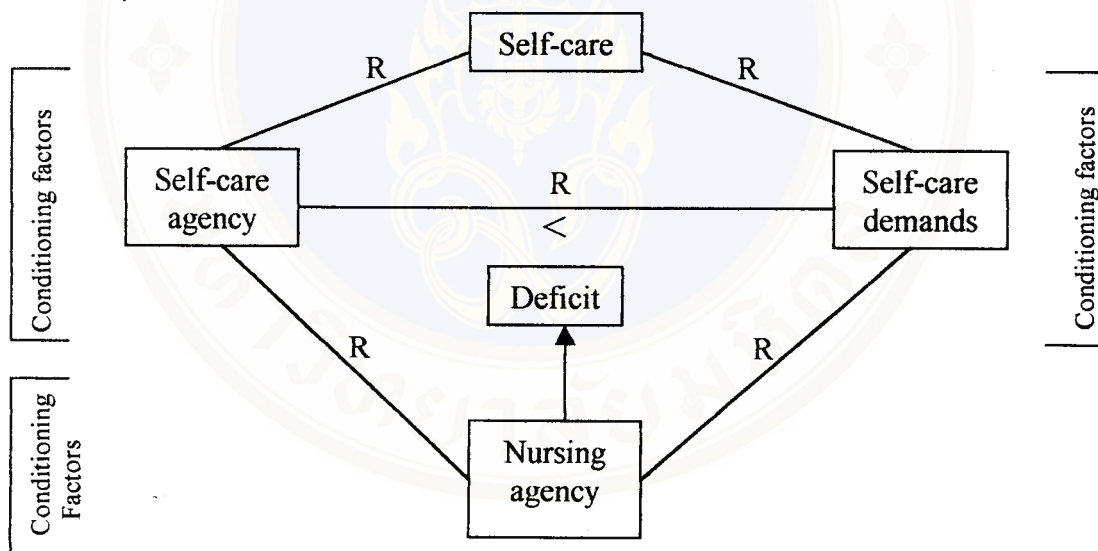 Self-care
R
R
Conditioning factors
Self-care
agency
R
<
Self-care
demands
Conditioning factors
Deficit
R
R
Conditioning
Factors
Nursing
agency